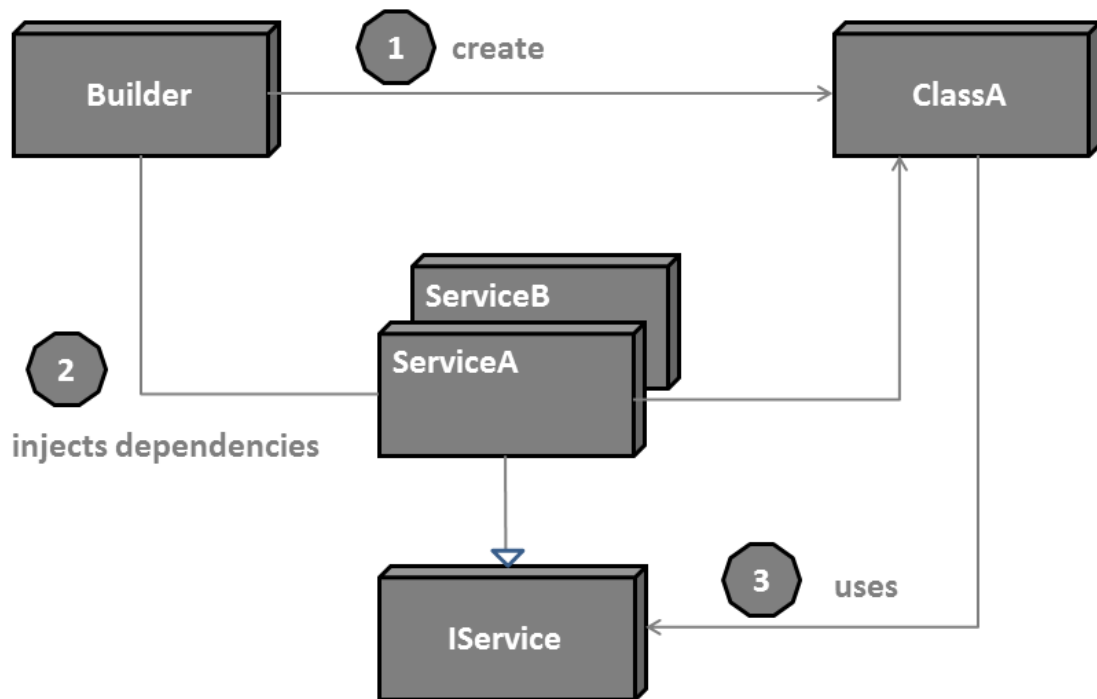 1 create
Builder
ClassA
ServiceB
ServiceA
2
injects dependencies
3 uses
IService